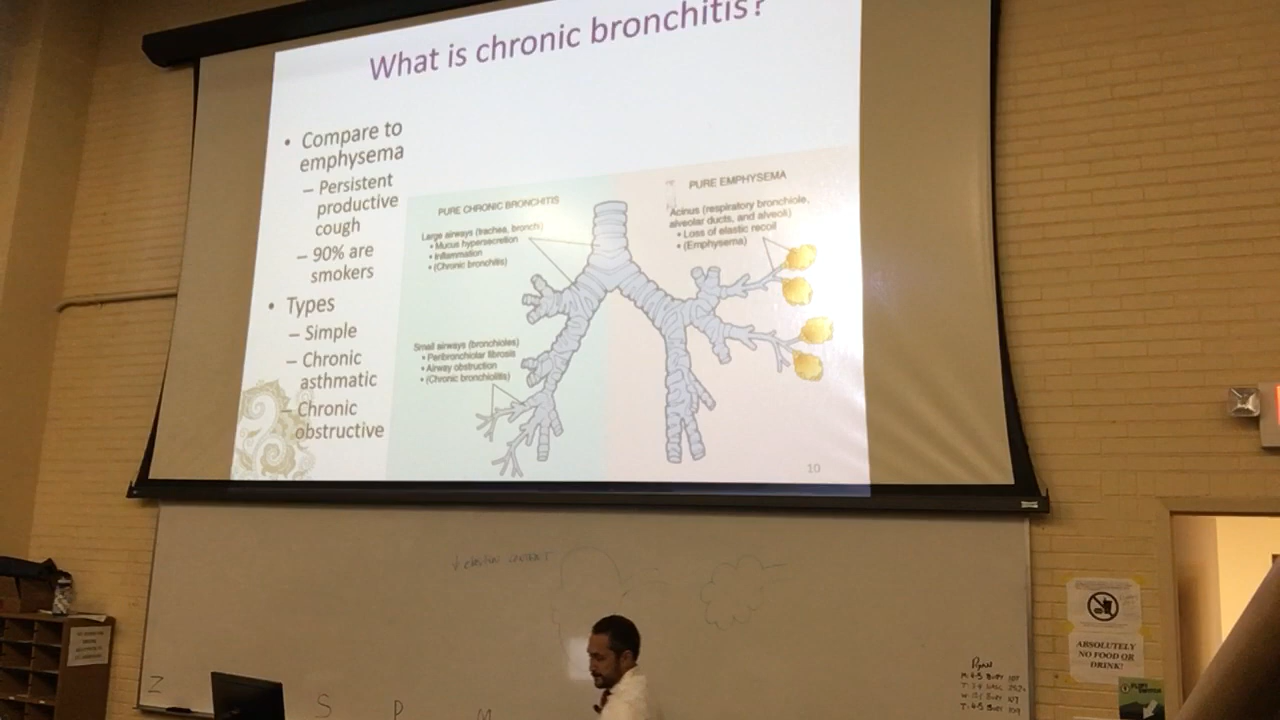 What is chronic bronchitis?
• Compare to
emphysema
– Persistent
productive
cough
– 90% are
smokers
• Types
– Simple
– Chronic
asthmatic
– Chronic
obstructive
PURE CHRONIC BRONCHITIS
Large airways (trachea, bronchi)
• Mucus hypersecretion
• Inflammation
• (Chronic bronchitis)
Small airways (bronchioles)
• Peribronchiolar fibrosis
• Airway obstruction
• (Chronic bronchiolitis)
PURE EMPHYSEMA
Acinus (respiratory bronchiole,
alveolar ducts, and alveoli)
• Loss of elastic recoil
• (Emphysema)
10
Z
S
P
M
ABSOLUTELY
NO FOOD OR
DRINK!